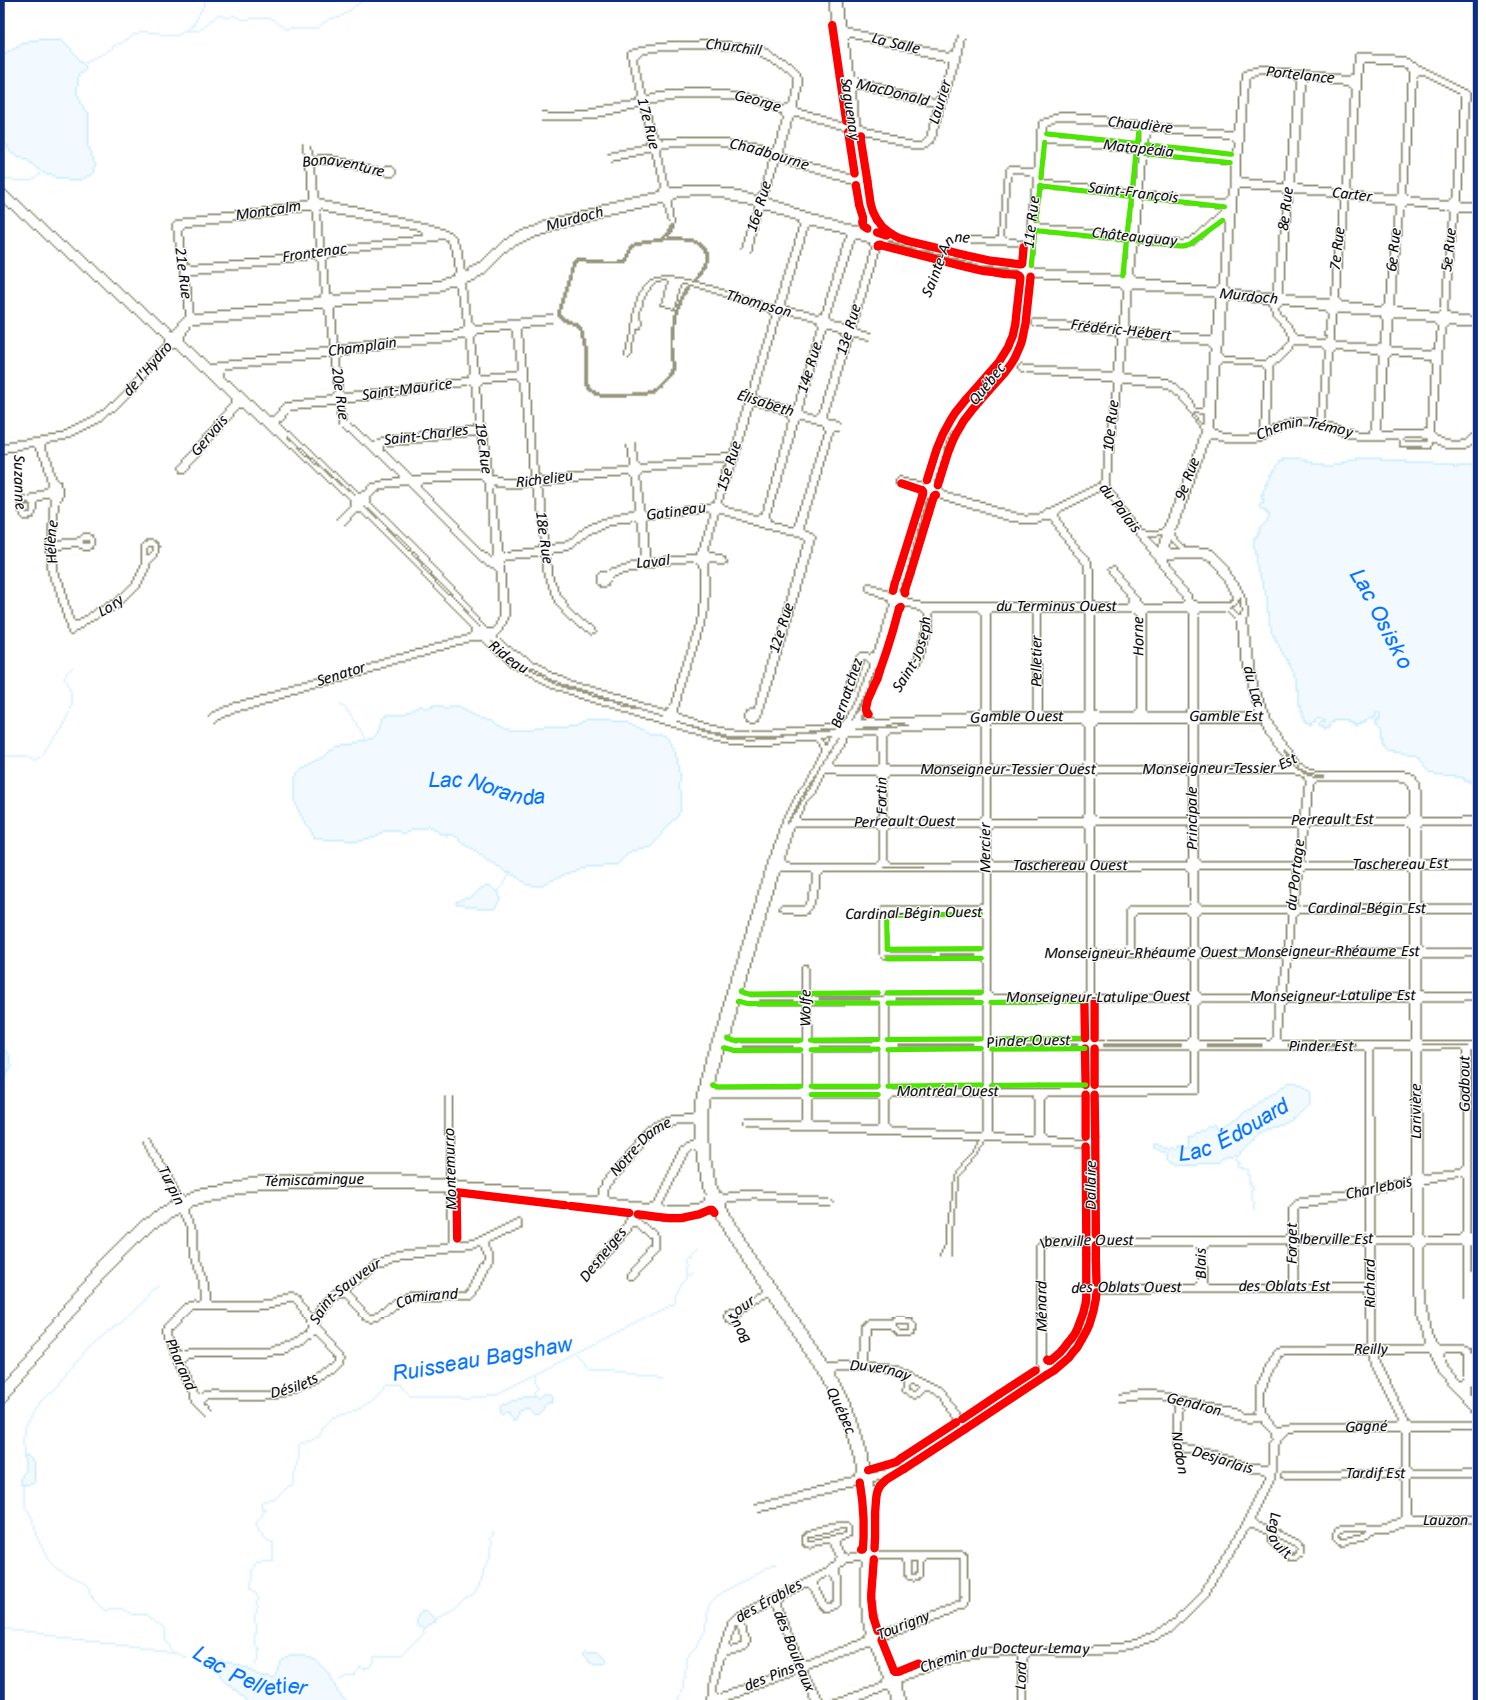 La Salle
Churchill
MacDonald
Portelance
George
Saguenay
Laurier
17e Rue
Chaudière
Matapédia
Chadbourne
Bonaventure
Saint-François
Carter
16e Rue
8e Rue
Montcalm
Murdoch
11e Rue
Châteauguay
7e Rue
6e Rue
5e Rue
Frontenac
21e Rue
Sainte-Anne
Murdoch
Thompson
13e Rue
Frédéric-Hébert
Champlain
14e Rue
de l'Hydro
20e Rue
Saint-Maurice
Québec
Élisabeth
10e Rue
Chemin Trémoy
Gervais
Saint-Charles
19e Rue
15e Rue
9e Rue
Suzanne
Richelieu
du Palais
Gatineau
Hélène
18e Rue
Laval
Lory
du Terminus Ouest
Lac Osisko
12e Rue
Saint-Joseph
Pelletier
Horne
Rideau
Senator
Bernatchez
du Lac
Gamble Ouest
Gamble Est
Monseigneur-Tessier Ouest
Monseigneur-Tessier Est
Lac Noranda
Fortin
Principale
Perreault Ouest
Perreault Est
Mercier
Taschereau Ouest
Taschereau Est
du Portage
Cardinal-Bégin Ouest
Cardinal-Bégin Est
Monseigneur-Rhéaume Ouest
Monseigneur-Rhéaume Est
Wolfe
Monseigneur-Latulipe Ouest
Monseigneur-Latulipe Est
Pinder Ouest
Pinder Est
Montréal Ouest
Larivière
Godbout
Lac Édouard
Notre-Dame
Montemurro
Turpin
Témiscamingue
Dallaire
Charlebois
Desneiges
Iberville Ouest
Iberville Est
Forget
Blais
Saint-Sauveur
des Oblats Ouest
des Oblats Est
Richard
Camirand
Ménard
Boutour
Pharand
Ruisseau Bagshaw
Reilly
Duvernay
Désilets
Québec
Gendron
Gagné
Nadon
Desjarlais
Tardif Est
Legault
Lauzon
des Érables
des Bouleaux
Tourigny
Chemin du Docteur-Lemay
Lac Pelletier
des Pins
Lord